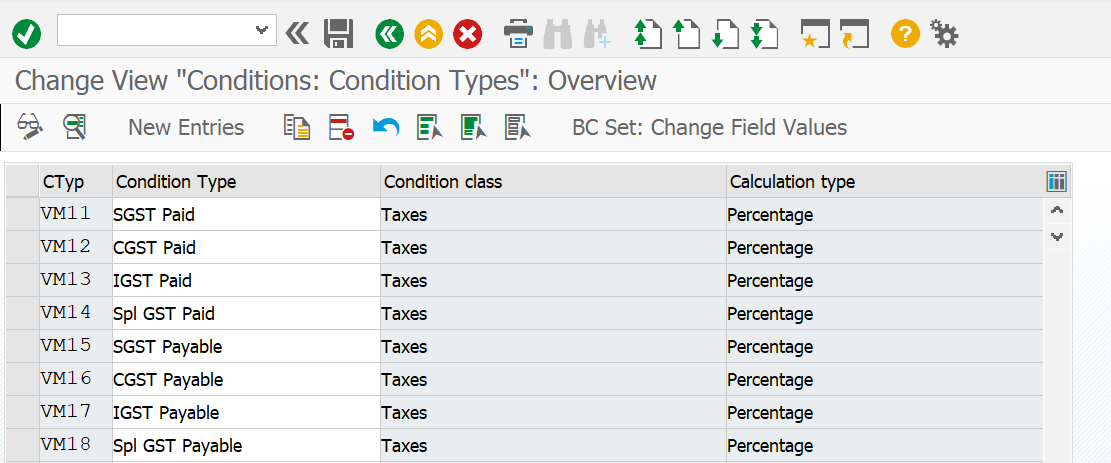 Change View "Conditions: Condition Types": Overview
New Entries BC Set: Change Field Values
CTyp Condition Type Condition class Calculation type
VM11 SGST Paid Taxes Percentage
VM12 CGST Paid Taxes Percentage
VM13 IGST Paid Taxes Percentage
VM14 Spl GST Paid Taxes Percentage
VM15 SGST Payable Taxes Percentage
VM16 CGST Payable Taxes Percentage
VM17 IGST Payable Taxes Percentage
VM18 Spl GST Payable Taxes Percentage